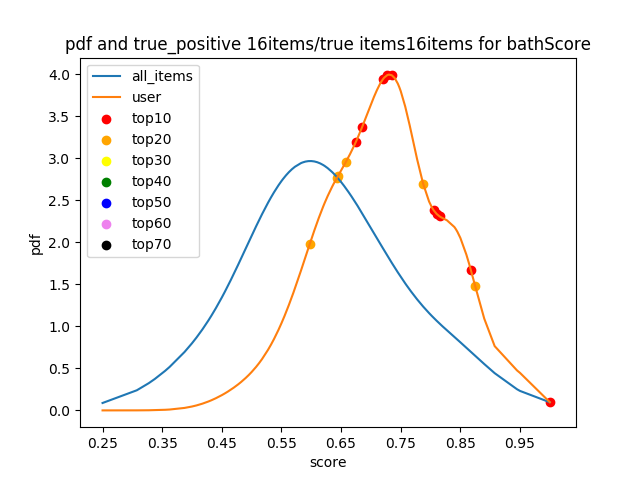 pdf and true_positive 16items/true items16items for bathScore
all_items
user
top10
top20
top30
top40
top50
top60
top70
pdf
4.0
3.5
3.0
2.5
2.0
1.5
1.0
0.5
0.0
0.25 0.35 0.45 0.55 0.65 0.75 0.85 0.95
score